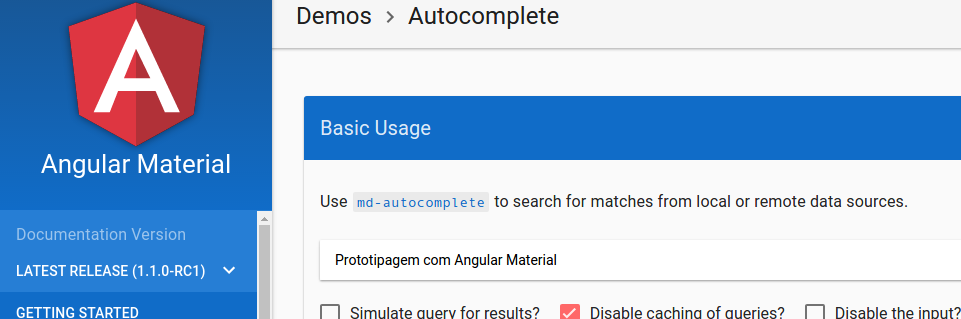 Demos > Autocomplete
Angular Material
Documentation Version
LATEST RELEASE (1.1.0-RC1)
GETTING STARTED
Basic Usage
Use md-autocomplete to search for matches from local or remote data sources.
Prototipagem com Angular Material
Simulate query for results? Disable caching of queries? Disable the input?